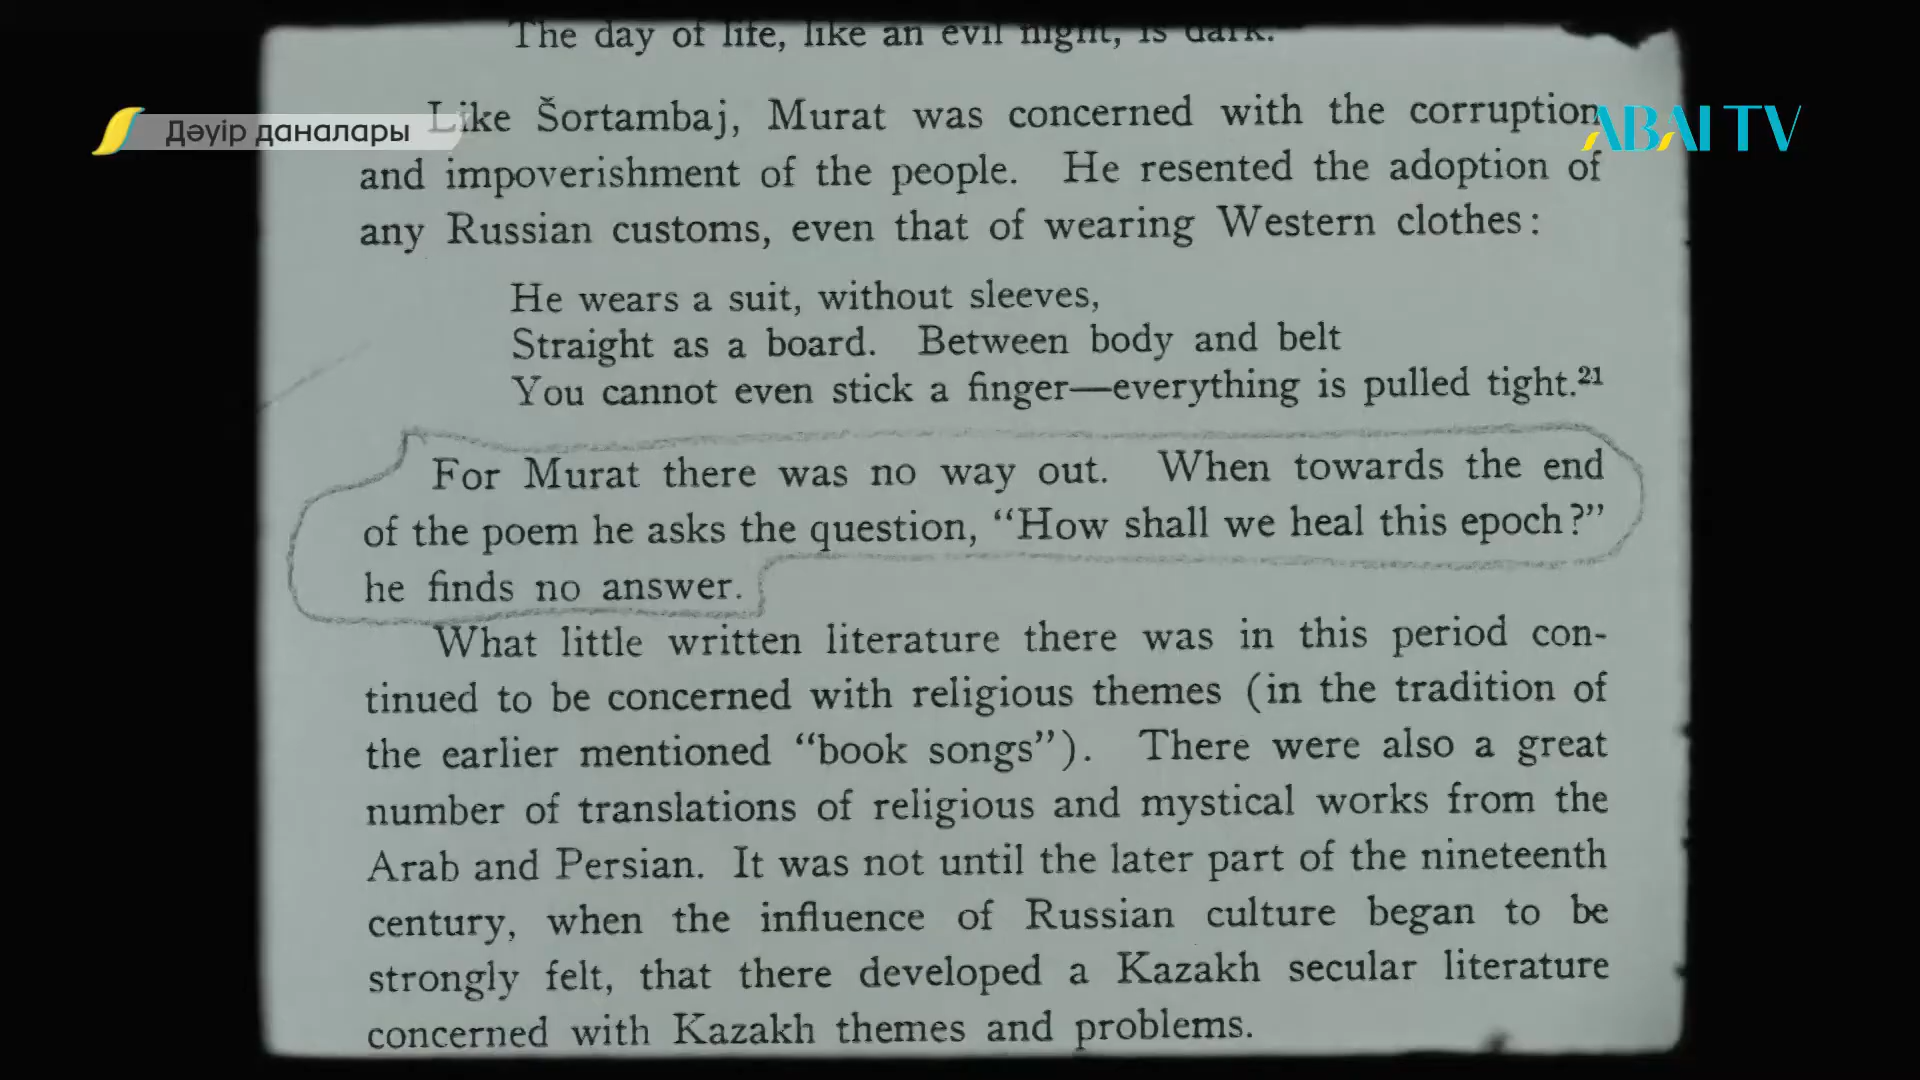 The day of life, like an evil night, is dark.
Like Šortambaj, Murat was concerned with the corruption
Дәуір даналары
ABAI TV
and impoverishment of the people. He resented the adoption of
any Russian customs, even that of wearing Western clothes:
He wears a suit, without sleeves,
Straight as a board. Between body and belt
You cannot even stick a finger—everything is pulled tight.²¹
For Murat there was no way out. When towards the end
of the poem he asks the question, “How shall we heal this epoch?”
he finds no answer.
What little written literature there was in this period con-
tinued to be concerned with religious themes (in the tradition of
the earlier mentioned “book songs”). There were also a great
number of translations of religious and mystical works from the
Arab and Persian. It was not until the later part of the nineteenth
century, when the influence of Russian culture began to be
strongly felt, that there developed a Kazakh secular literature
concerned with Kazakh themes and problems.